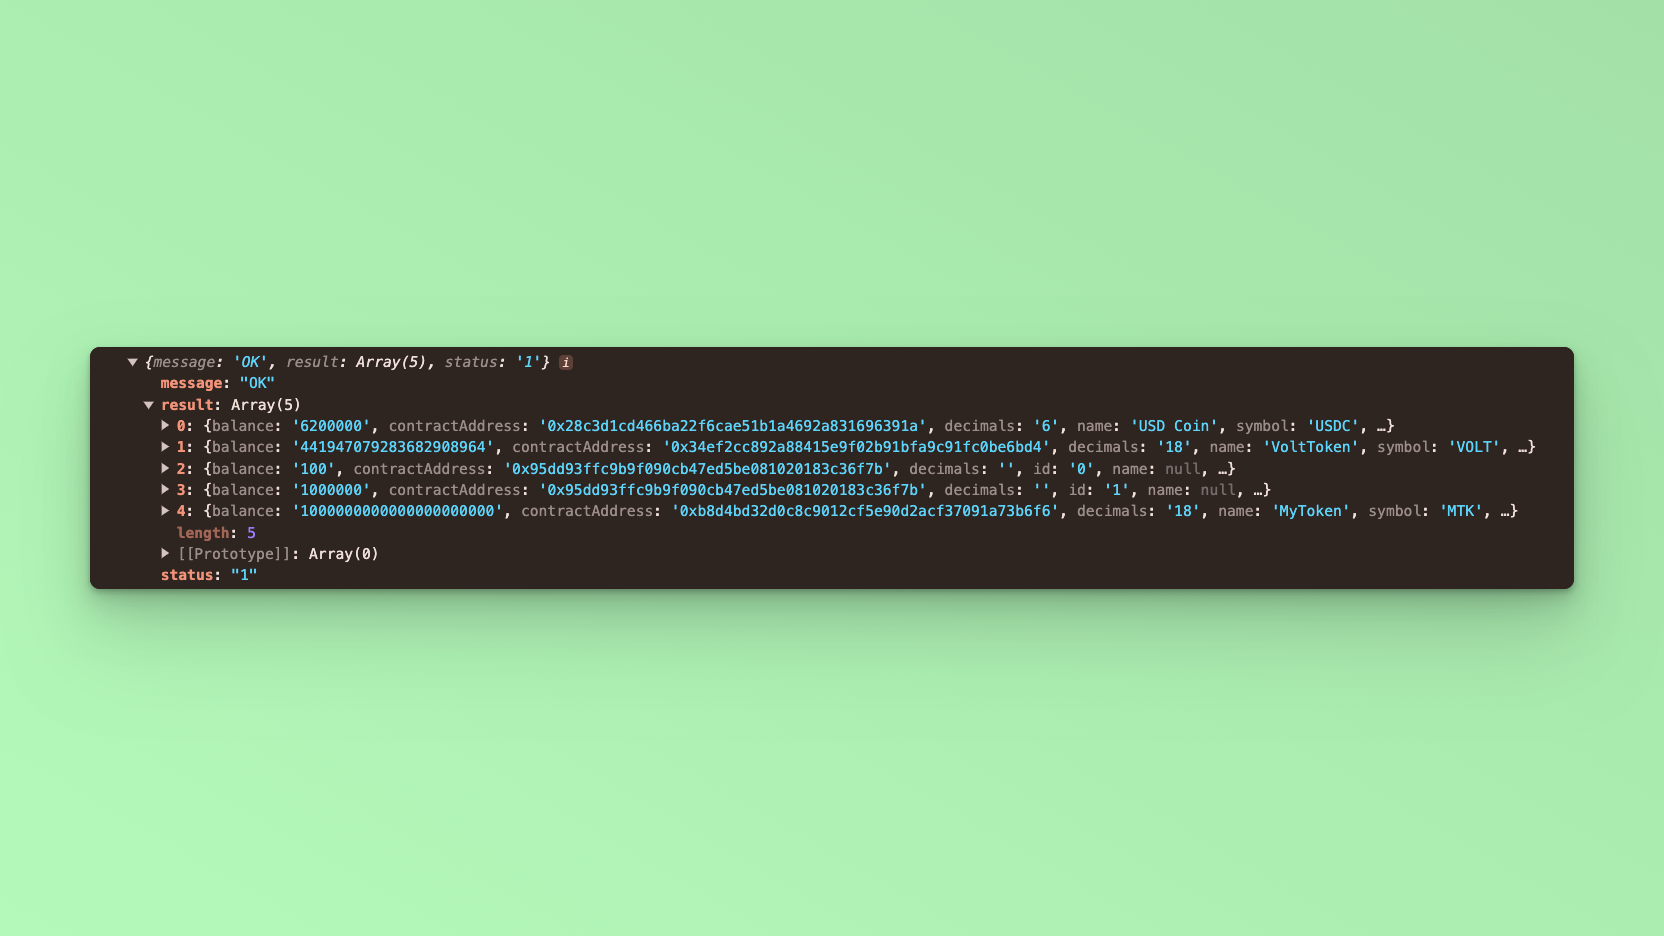 ▼ {message: 'OK', result: Array(5), status: '1'} i
message: "OK"
▼ result: Array(5)
▶ 0: {balance: '6200000', contractAddress: '0x28c3d1cd466ba22f6cae51b1a4692a831696391a', decimals: '6', name: 'USD Coin', symbol: 'USDC', …}
▶ 1: {balance: '441947079283682908964', contractAddress: '0x34ef2cc892a88415e9f02b91bfa9c91fc0be6bd4', decimals: '18', name: 'VoltToken', symbol: 'VOLT', …}
▶ 2: {balance: '100', contractAddress: '0x95dd93ffc9b9f090cb47ed5be081020183c36f7b', decimals: '', id: '0', name: null, …}
▶ 3: {balance: '1000000', contractAddress: '0x95dd93ffc9b9f090cb47ed5be081020183c36f7b', decimals: '', id: '1', name: null, …}
▶ 4: {balance: '1000000000000000000000', contractAddress: '0xb8d4bd32d0c8c9012cf5e90d2acf37091a73b6f6', decimals: '18', name: 'MyToken', symbol: 'MTK', …}
length: 5
▶ [[Prototype]]: Array(0)
status: "1"